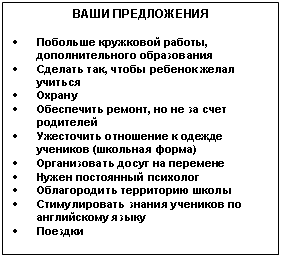 ВАШИ ПРЕДЛОЖЕНИЯ
• Побольше кружковой работы,
дополнительного образования
• Сделать так, чтобы ребенок желал
учиться
• Охрану
• Обеспечить ремонт, но не за счет
родителей
• Ужесточить отношение к одежде
учеников (школьная форма)
• Организовать досуг на перемене
• Нужен постоянный психолог
• Облагородить территорию школы
• Стимулировать знания учеников по
английскому языку
• Поездки